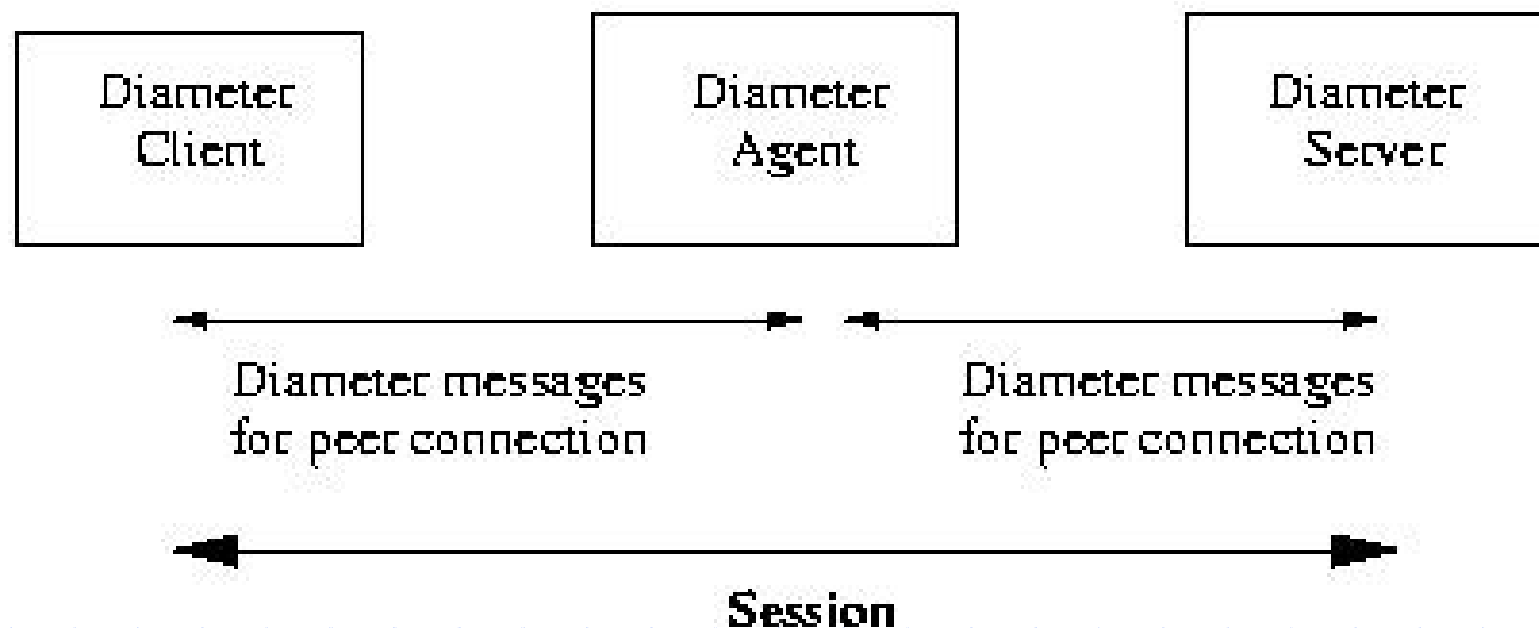 Diameter
Client
Diameter
Agent
Diameter
Server
Diameter messages
for peer connection
Diameter messages
for peer connection
Session